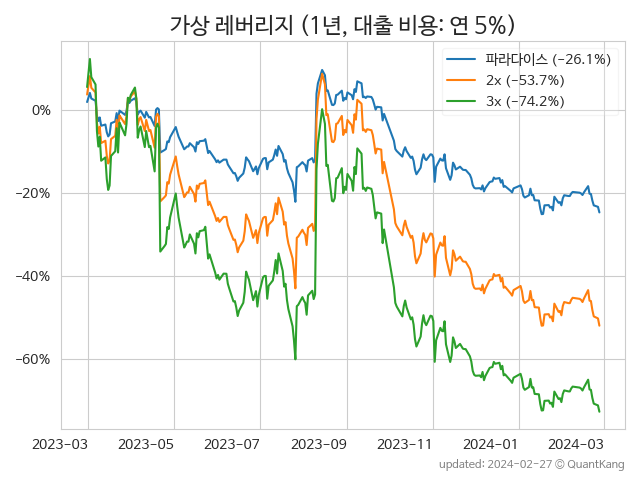 가상 레버리지 (1년, 대출 비용: 연 5%)
파라다이스 (−26.1%)
2x (−53.7%)
3x (−74.2%)
0%
−20%
−40%
−60%
2023-03 2023-05 2023-07 2023-09 2023-11 2024-01 2024-03
updated: 2024-02-27 © QuantKang